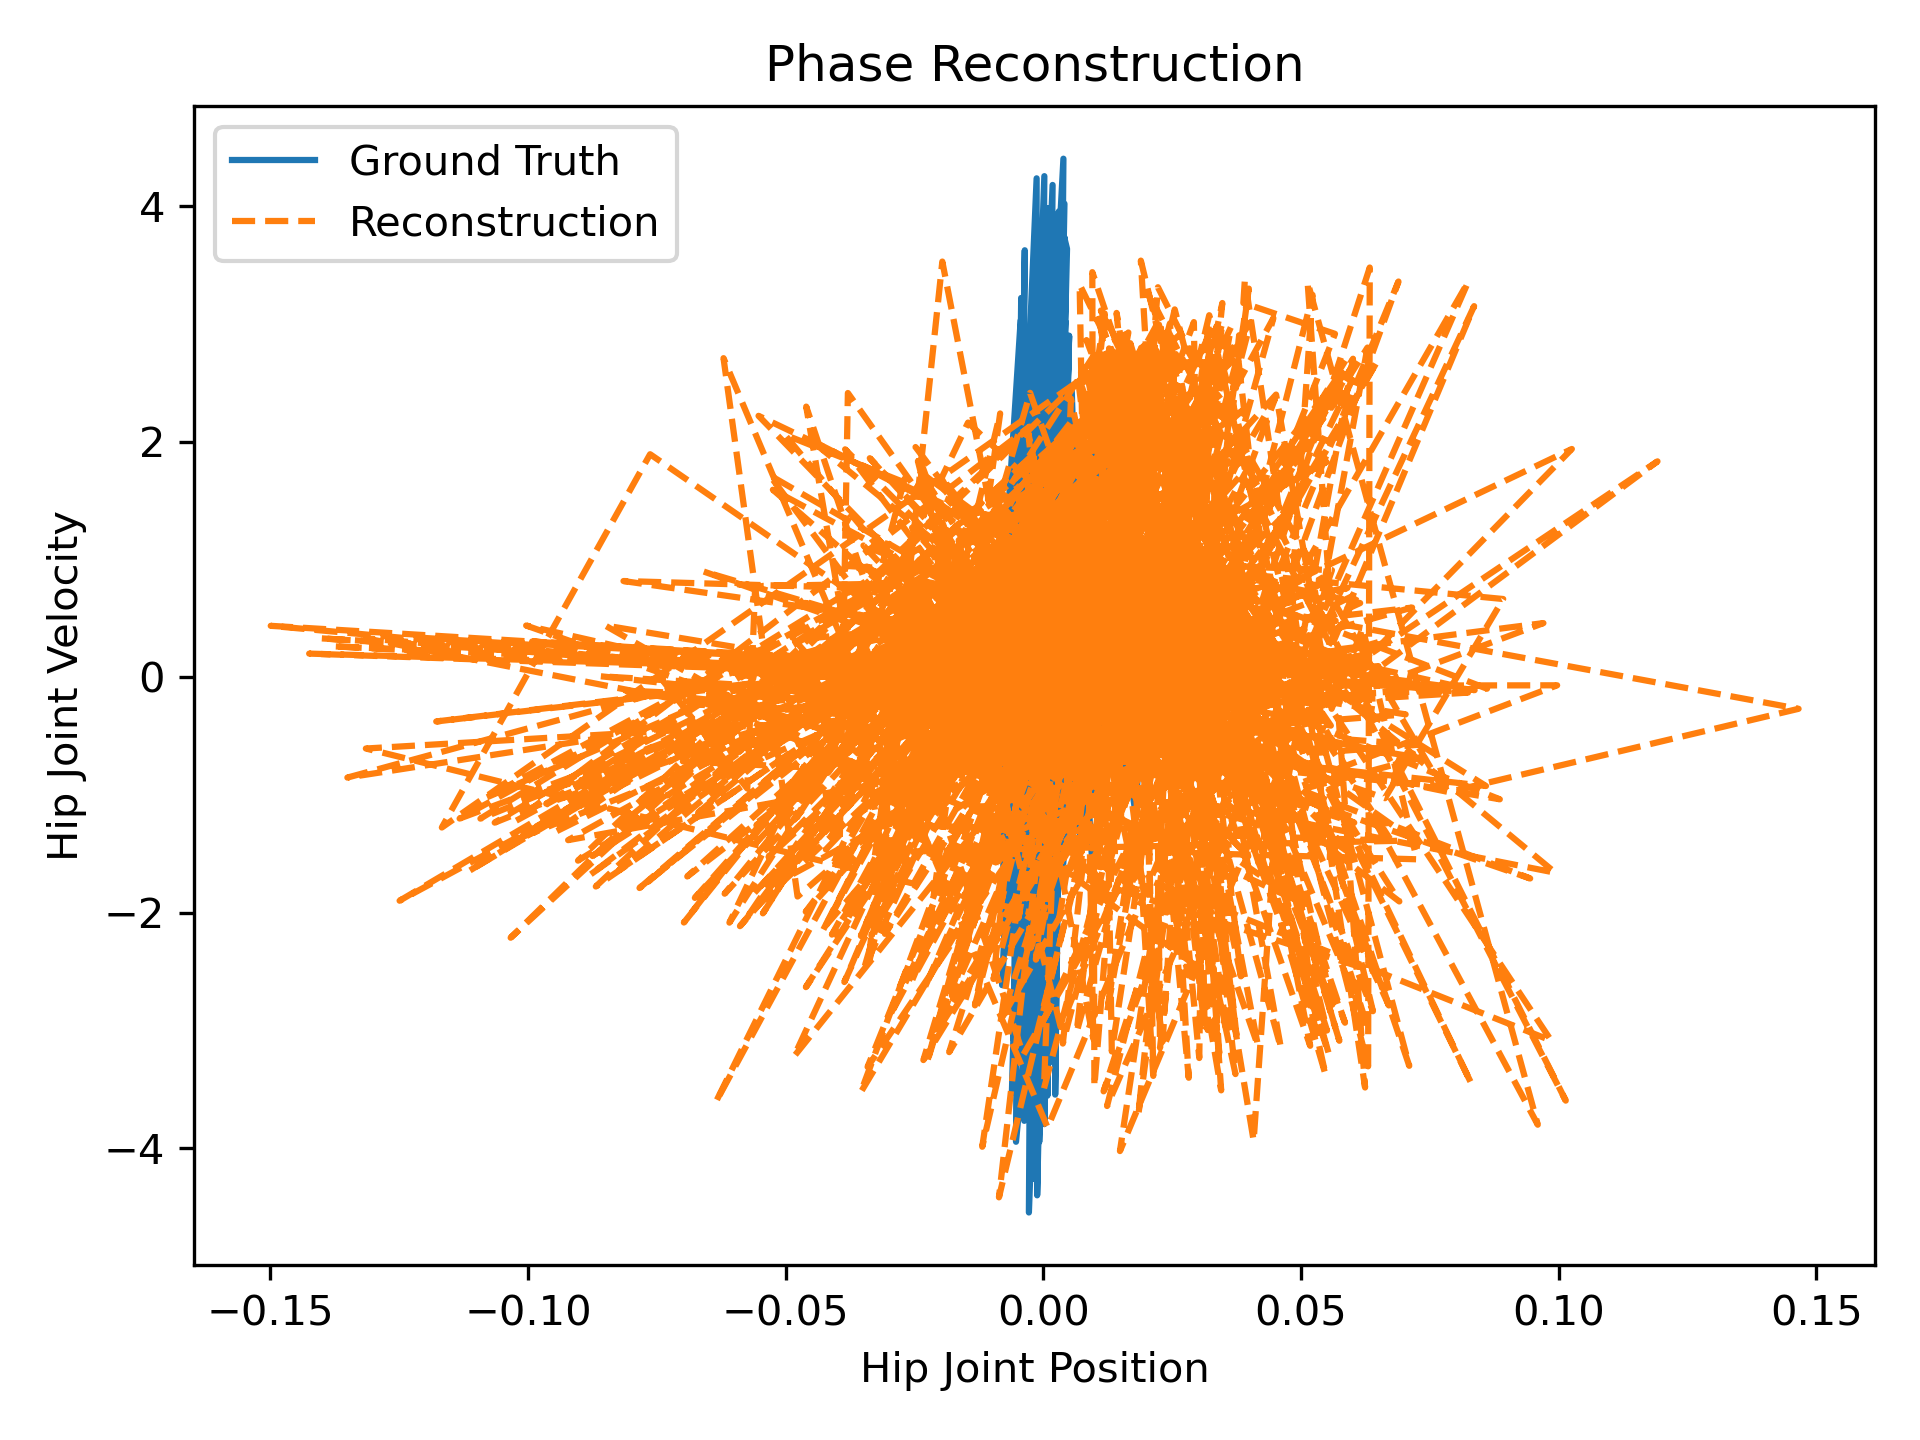 Phase Reconstruction
Ground Truth
Reconstruction
4
2
0
−2
−4
Hip Joint Velocity
−0.15 −0.10 −0.05 0.00 0.05 0.10 0.15
Hip Joint Position